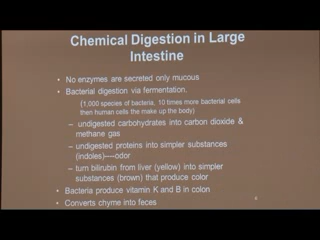 Chemical Digestion in Large
Intestine
• No enzymes are secreted only mucous
• Bacterial digestion via fermentation.
(1,000 species of bacteria. 10 times more bacterial cells
then human cells the make up the body)
– undigested carbohydrates into carbon dioxide &
methane gas
– undigested proteins into simpler substances
(indoles)----odor
– turn bilirubin from liver (yellow) into simpler
substances (brown) that produce color
• Bacteria produce vitamin K and B in colon
• Converts chyme into feces